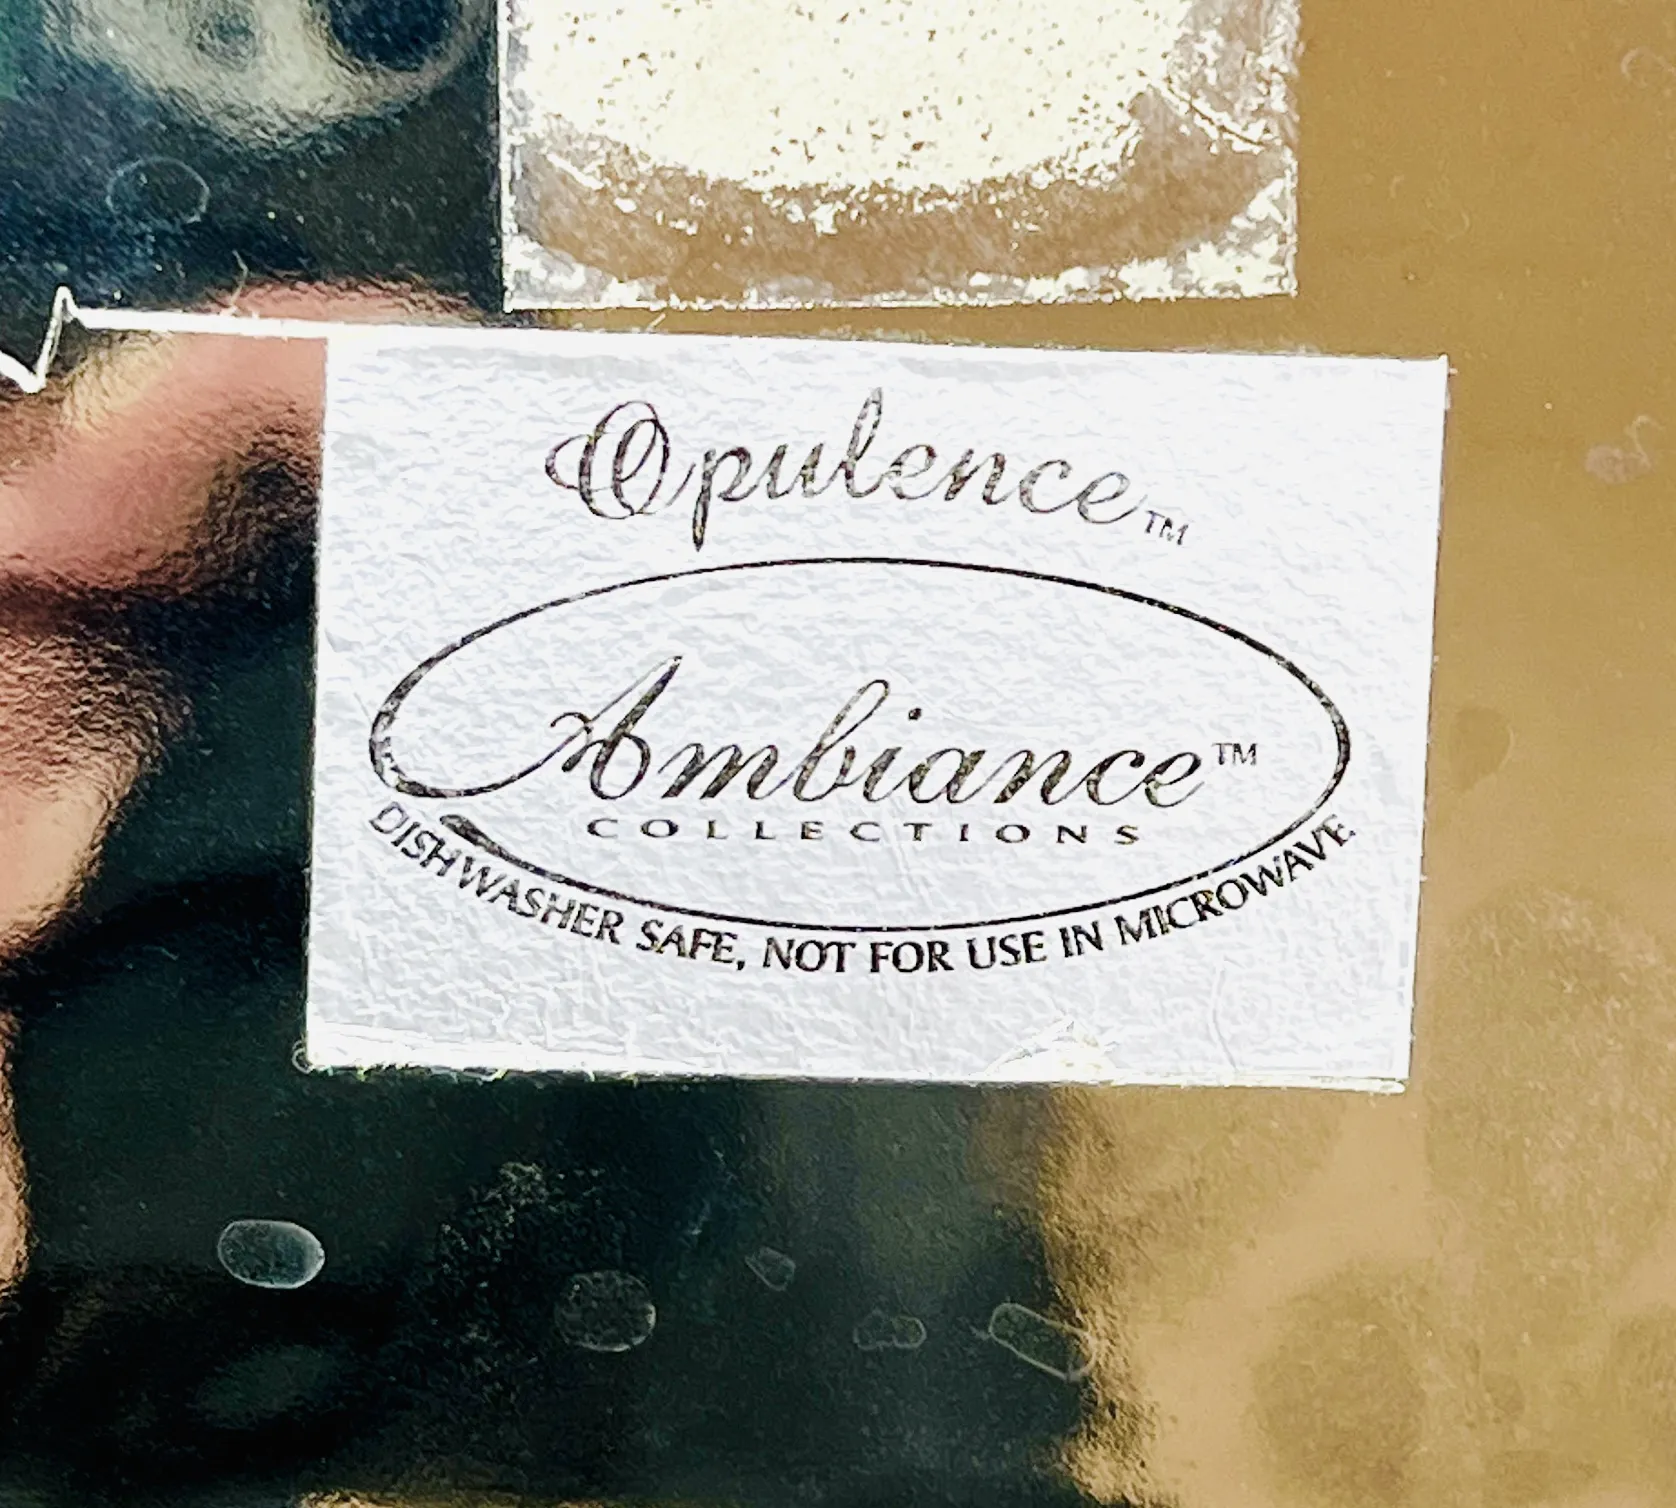 Opulence™
Ambiance™
COLLECTIONS
DISHWASHER SAFE, NOT FOR USE IN MICROWAVE